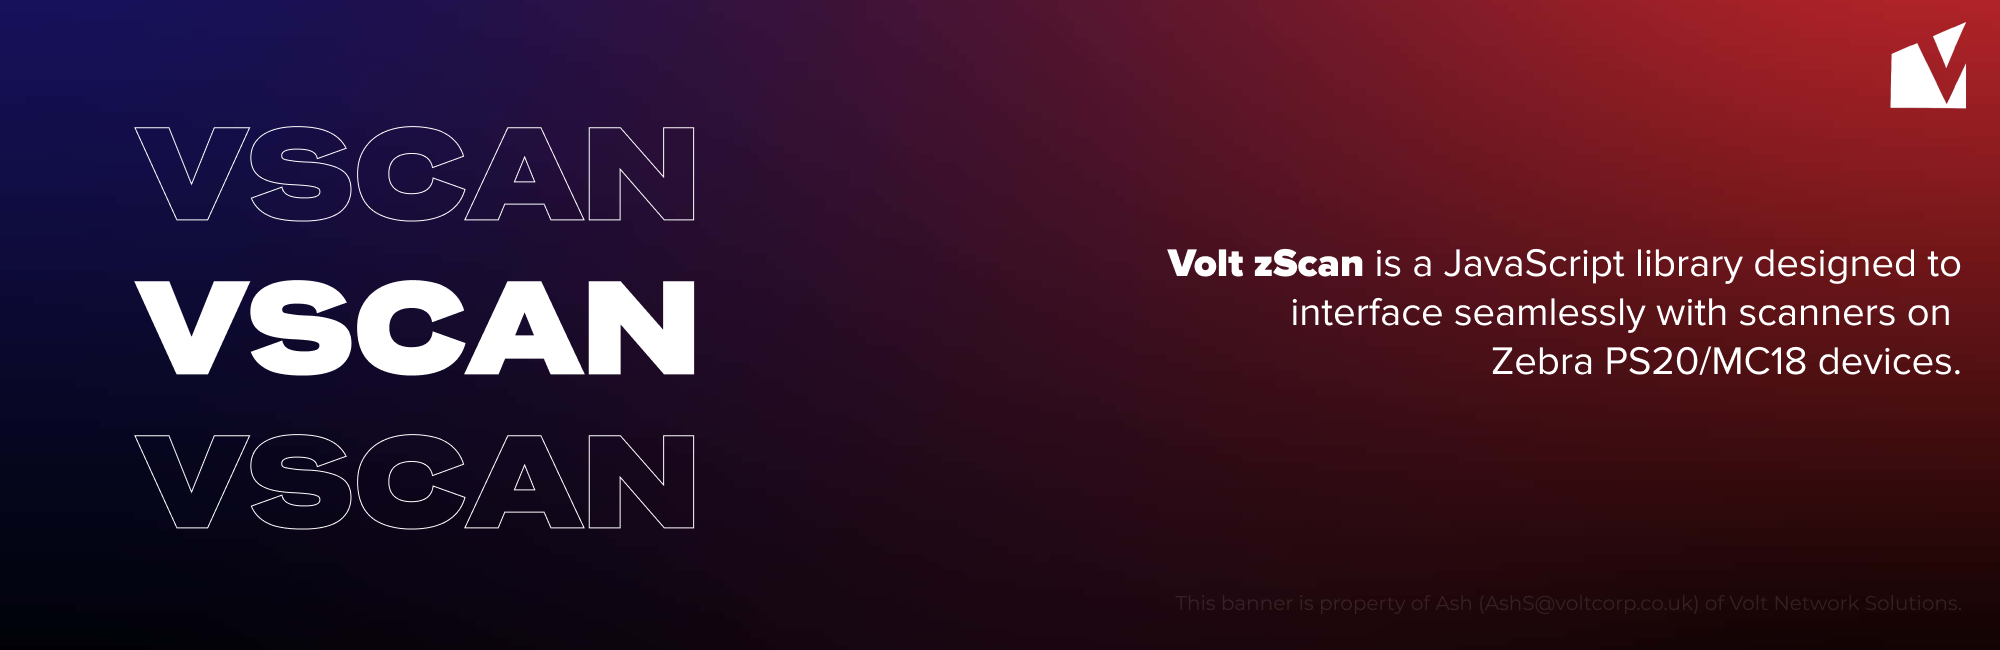 VSCAN
VSCAN
VSCAN
Volt zScan is a JavaScript library designed to
interface seamlessly with scanners on
Zebra PS20/MC18 devices.
This banner is property of Ash (AshS@voltcorp.co.uk) of Volt Network Solutions.